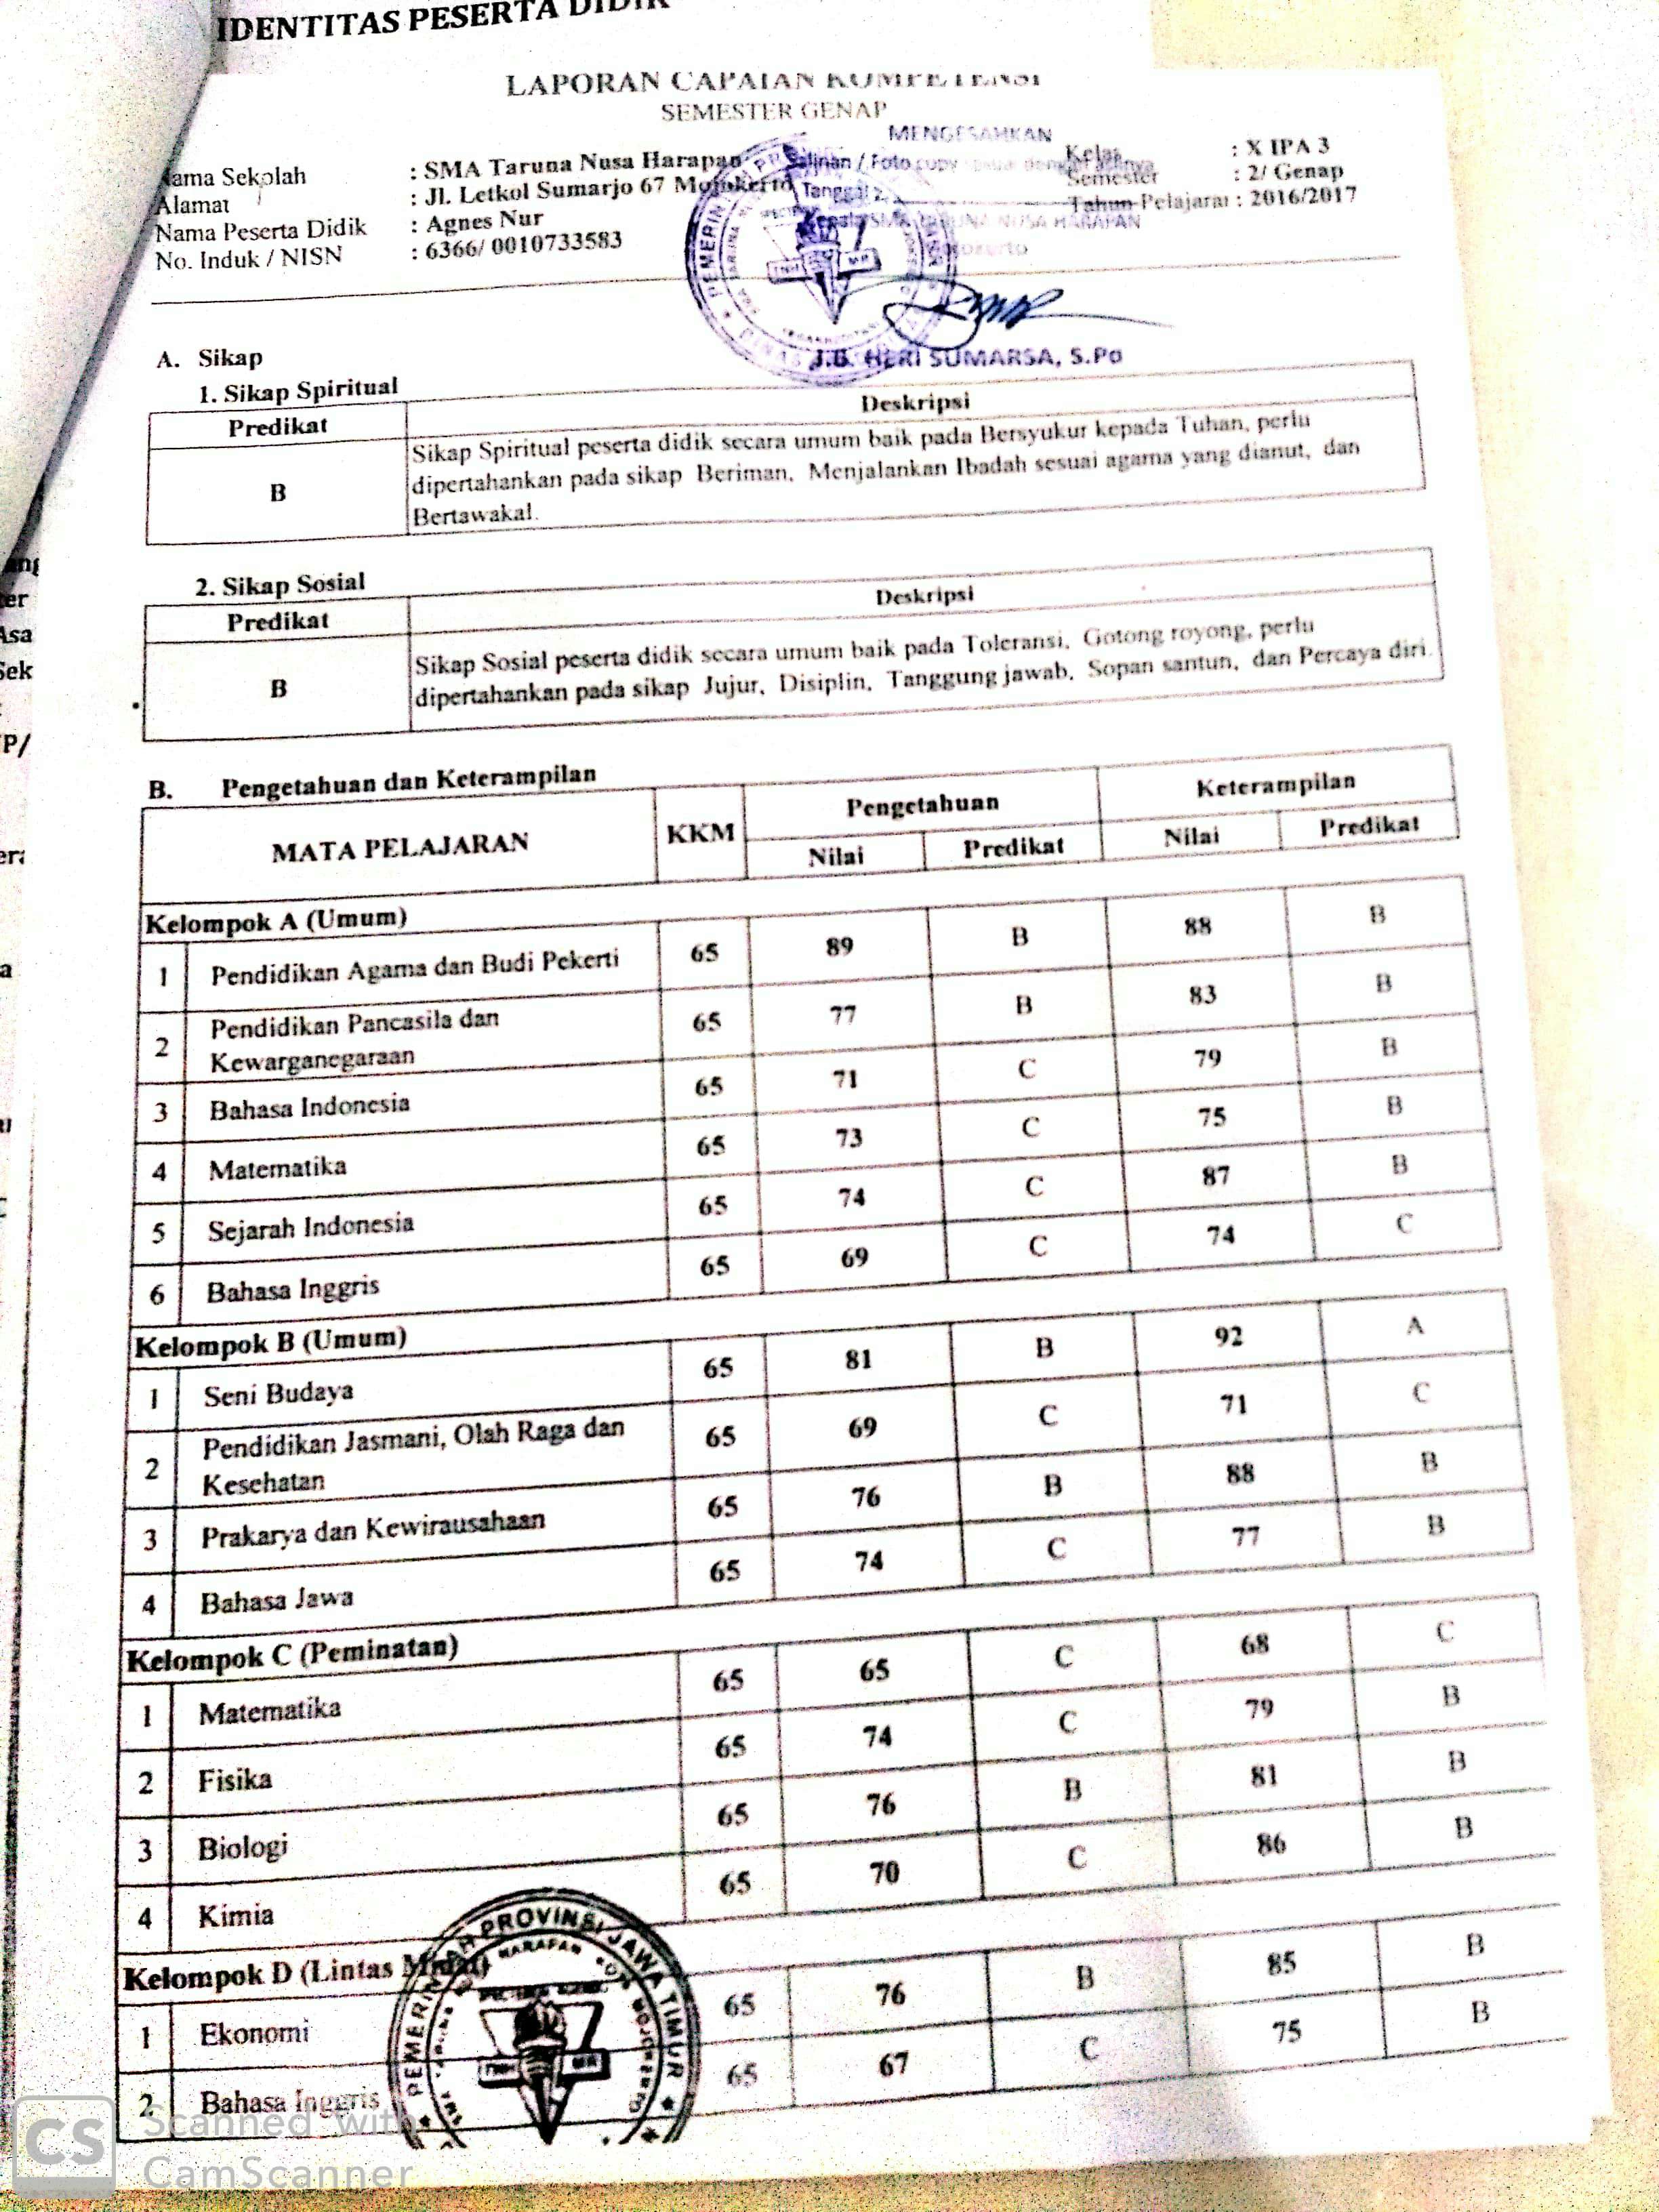 IDENTITAS PESERTA DIDIK
LAPORAN CAPAIAN KOMPETENSI
SEMESTER GENAP
MENGESAHKAN
Salinan / Foto copy sesuai dengan aslinya
Tanggal
Kepala SMA TARUNA NUSA HARAPAN
Mojokerto
J.B. HERI SUMARSA, S.Pd
Nama Sekolah : SMA Taruna Nusa Harapan
Alamat : Jl. Letkol Sumarjo 67 Mojokerto
Nama Peserta Didik : Agnes Nur
No. Induk / NISN : 6366/ 0010733583
Kelas : X IPA 3
Semester : 2/ Genap
Tahun Pelajaran : 2016/2017
A. Sikap
1. Sikap Spiritual
Predikat Deskripsi
B Sikap Spiritual peserta didik secara umum baik pada Bersyukur kepada Tuhan, perlu
dipertahankan pada sikap Beriman, Menjalankan Ibadah sesuai agama yang dianut, dan
Bertawakal.
2. Sikap Sosial
Predikat Deskripsi
B Sikap Sosial peserta didik secara umum baik pada Toleransi, Gotong royong, perlu
dipertahankan pada sikap Jujur, Disiplin, Tanggung jawab, Sopan santun, dan Percaya diri.
B. Pengetahuan dan Keterampilan
MATA PELAJARAN KKM Pengetahuan Keterampilan
Nilai Predikat Nilai Predikat
Kelompok A (Umum)
1 Pendidikan Agama dan Budi Pekerti 65 89 B 88 B
2 Pendidikan Pancasila dan
Kewarganegaraan 65 77 B 83 B
3 Bahasa Indonesia 65 71 C 79 B
4 Matematika 65 73 C 75 B
5 Sejarah Indonesia 65 74 C 87 B
6 Bahasa Inggris 65 69 C 74 C
Kelompok B (Umum)
1 Seni Budaya 65 81 B 92 A
2 Pendidikan Jasmani, Olah Raga dan
Kesehatan 65 69 C 71 C
3 Prakarya dan Kewirausahaan 65 76 B 88 B
4 Bahasa Jawa 65 74 C 77 B
Kelompok C (Peminatan)
1 Matematika 65 65 C 68 C
2 Fisika 65 74 C 79 B
3 Biologi 65 76 B 81 B
4 Kimia 65 70 C 86 B
Kelompok D (Lintas Minat)
1 Ekonomi 65 76 B 85 B
2 Bahasa Inggris 65 67 C 75 B
PEMERINTAH PROVINSI JAWA TIMUR
CS Scanned with
CamScanner